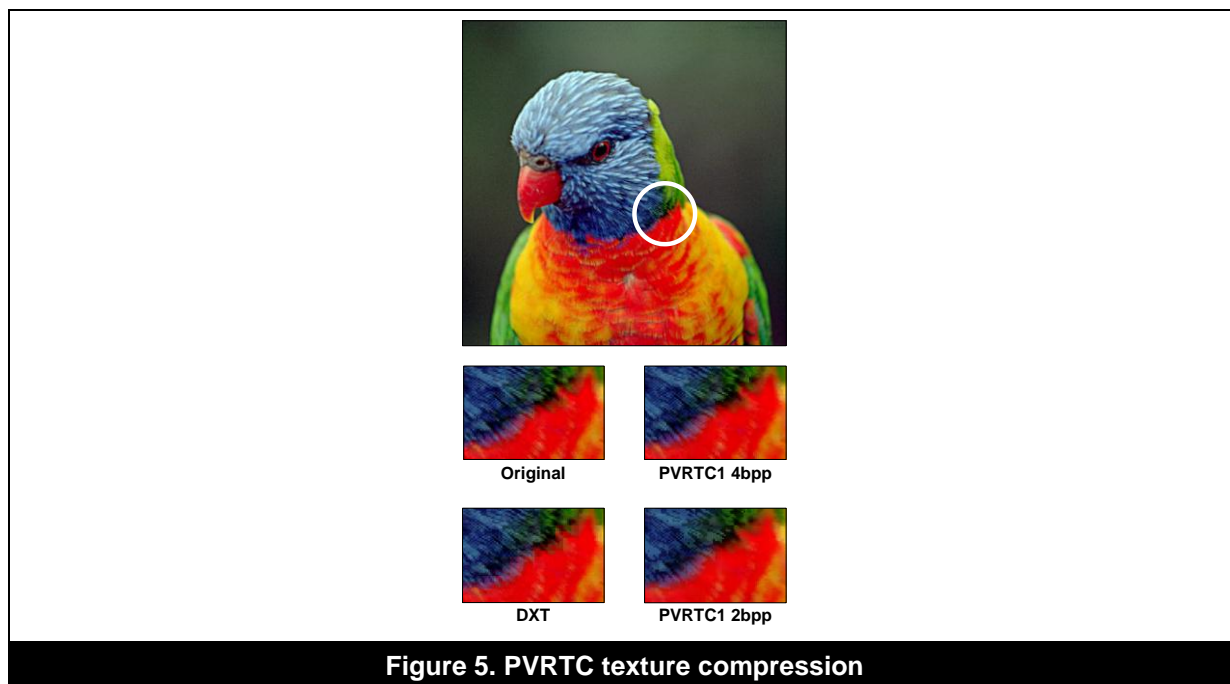 Original
PVRTC1 4bpp
DXT
PVRTC1 2bpp
Figure 5. PVRTC texture compression